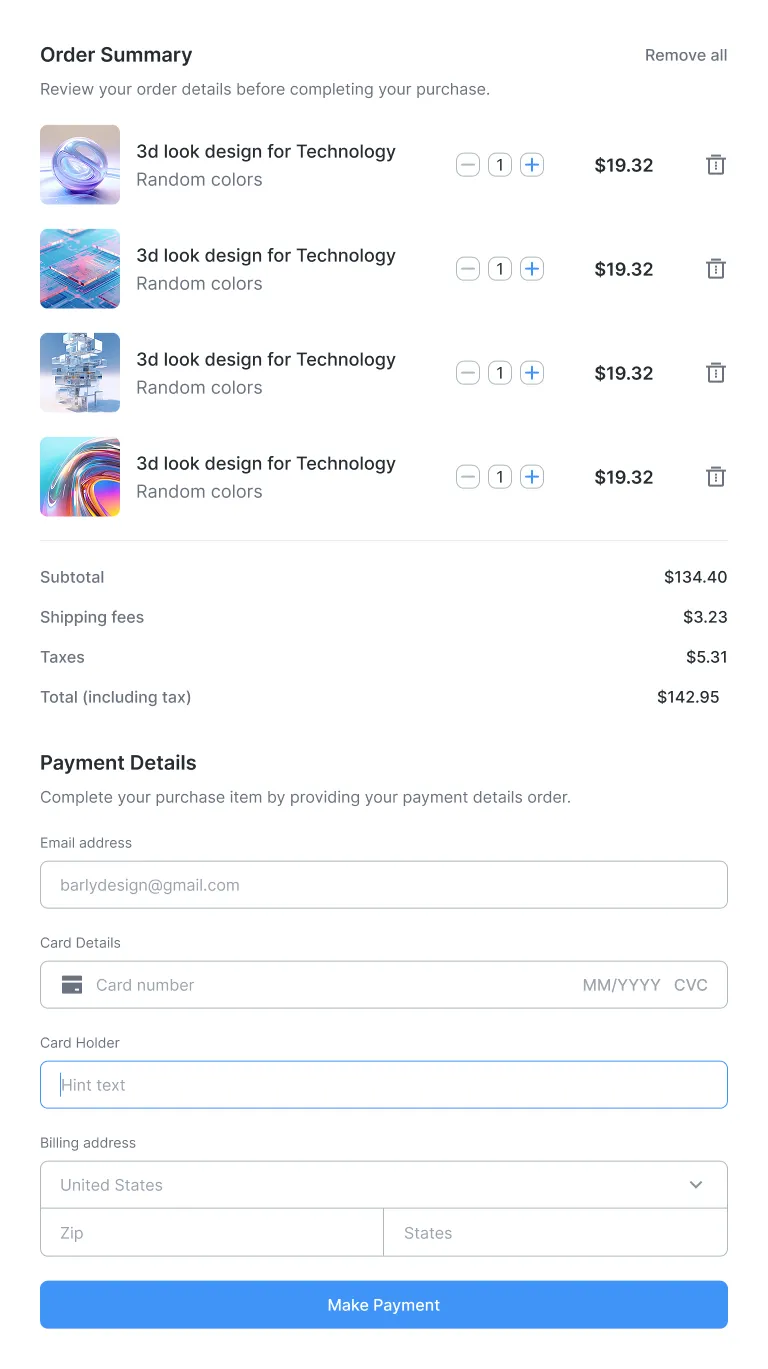 Order Summary
Remove all
Review your order details before completing your purchase.
3d look design for Technology
Random colors
1
$19.32
3d look design for Technology
Random colors
1
$19.32
3d look design for Technology
Random colors
1
$19.32
3d look design for Technology
Random colors
1
$19.32
Subtotal $134.40
Shipping fees $3.23
Taxes $5.31
Total (including tax) $142.95
Payment Details
Complete your purchase item by providing your payment details order.
Email address
barlydesign@gmail.com
Card Details
Card number MM/YYYY CVC
Card Holder
Hint text
Billing address
United States
Zip States
Make Payment